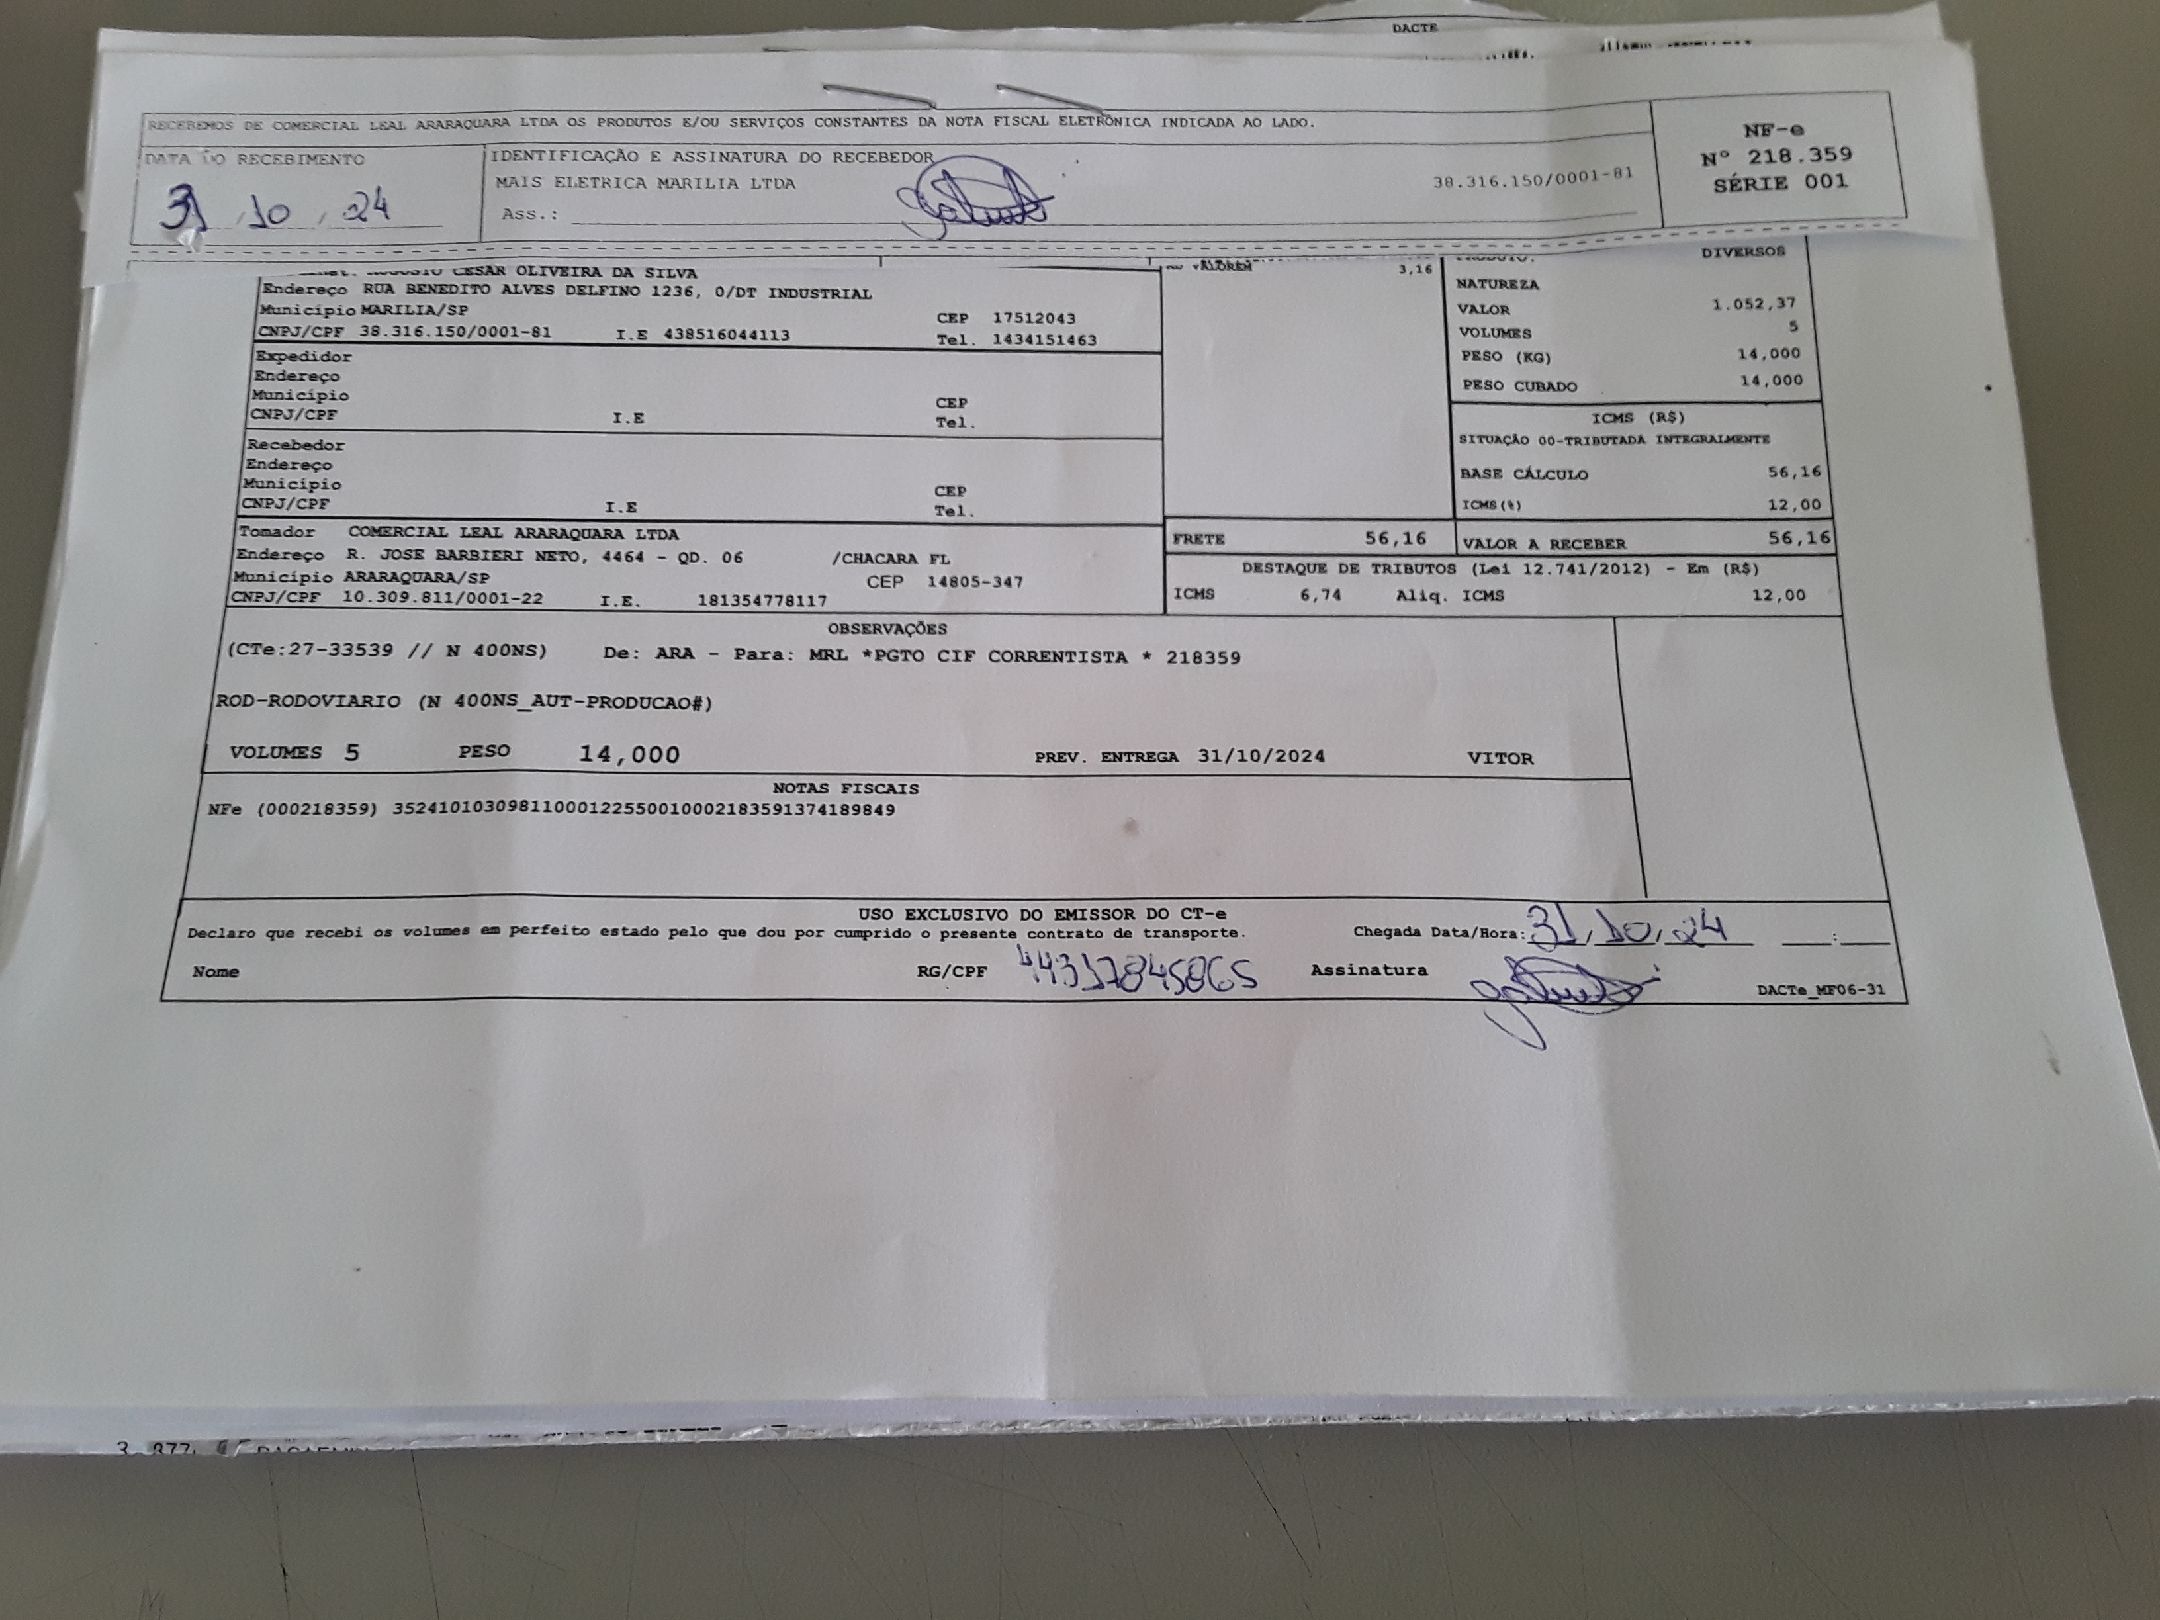 DACTE
RECEBEMOS DE COMERCIAL LEAL ARARAQUARA LTDA OS PRODUTOS E/OU SERVIÇOS CONSTANTES DA NOTA FISCAL ELETRÔNICA INDICADA AO LADO.
NF-e
Nº 218.359
SÉRIE 001
DATA DO RECEBIMENTO
31 10 24
IDENTIFICAÇÃO E ASSINATURA DO RECEBEDOR
MAIS ELETRICA MARILIA LTDA 38.316.150/0001-81
Ass.:
CESAR OLIVEIRA DA SILVA
Endereço RUA BENEDITO ALVES DELFINO 1236, 0/DT INDUSTRIAL
Município MARILIA/SP CEP 17512043
CNPJ/CPF 38.316.150/0001-81 I.E 438516044113 Tel. 1434151463
Expedidor
Endereço
Município CEP
CNPJ/CPF I.E Tel.
Recebedor
Endereço
Município CEP
CNPJ/CPF I.E Tel.
Tomador COMERCIAL LEAL ARARAQUARA LTDA
Endereço R. JOSE BARBIERI NETO, 4464 - QD. 06 /CHACARA FL
Município ARARAQUARA/SP CEP 14805-347
CNPJ/CPF 10.309.811/0001-22 I.E. 181354778117
VALOREM 3,16
DIVERSOS
NATUREZA
VALOR 1.052,37
VOLUMES 5
PESO (KG) 14,000
PESO CUBADO 14,000
ICMS (R$)
SITUAÇÃO 00-TRIBUTADA INTEGRALMENTE
BASE CÁLCULO 56,16
ICMS(%) 12,00
FRETE 56,16 VALOR A RECEBER 56,16
DESTAQUE DE TRIBUTOS (Lei 12.741/2012) - Em (R$)
ICMS 6,74 Aliq. ICMS 12,00
OBSERVAÇÕES
(CTe:27-33539 // N 400NS) De: ARA - Para: MRL *PGTO CIF CORRENTISTA * 218359
ROD-RODOVIARIO (N 400NS_AUT-PRODUCAO#)
VOLUMES 5 PESO 14,000 PREV. ENTREGA 31/10/2024 VITOR
NOTAS FISCAIS
NFe (000218359) 35241010309811000122550010002183591374189849
USO EXCLUSIVO DO EMISSOR DO CT-e
Declaro que recebi os volumes em perfeito estado pelo que dou por cumprido o presente contrato de transporte. Chegada Data/Hora: 31, 10, 24 :
Nome RG/CPF 44317845865 Assinatura
DACTe_MF06-31